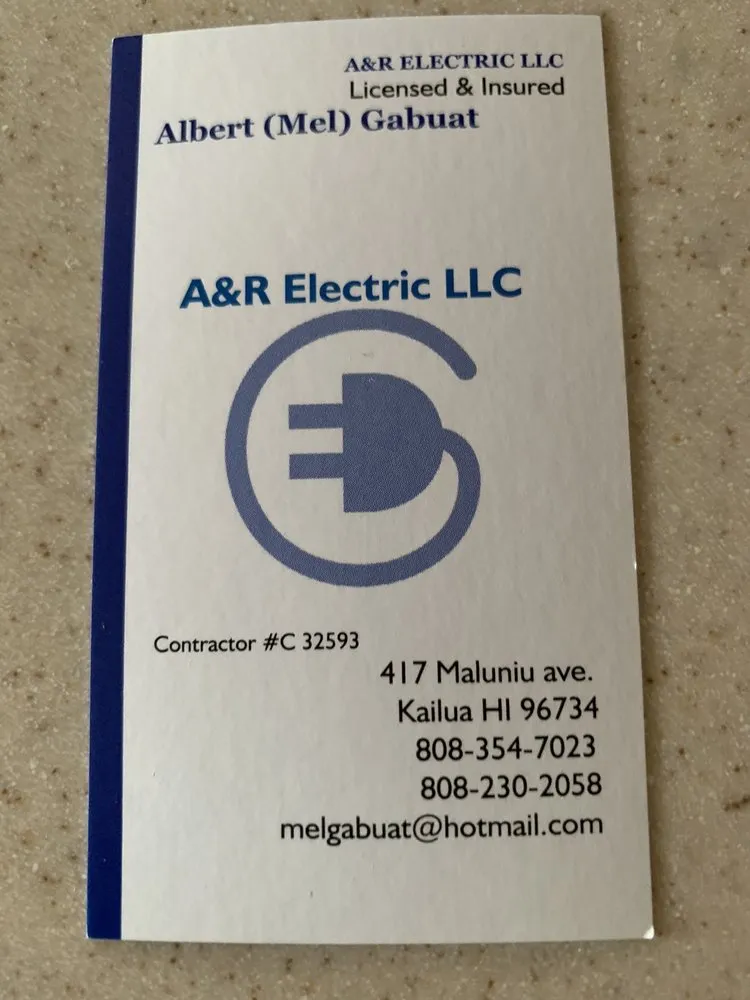 A&R ELECTRIC LLC
Licensed & Insured
Albert (Mel) Gabuat
A&R Electric LLC
Contractor #C 32593
417 Maluniu ave.
Kailua HI 96734
808-354-7023
808-230-2058
melgabuat@hotmail.com